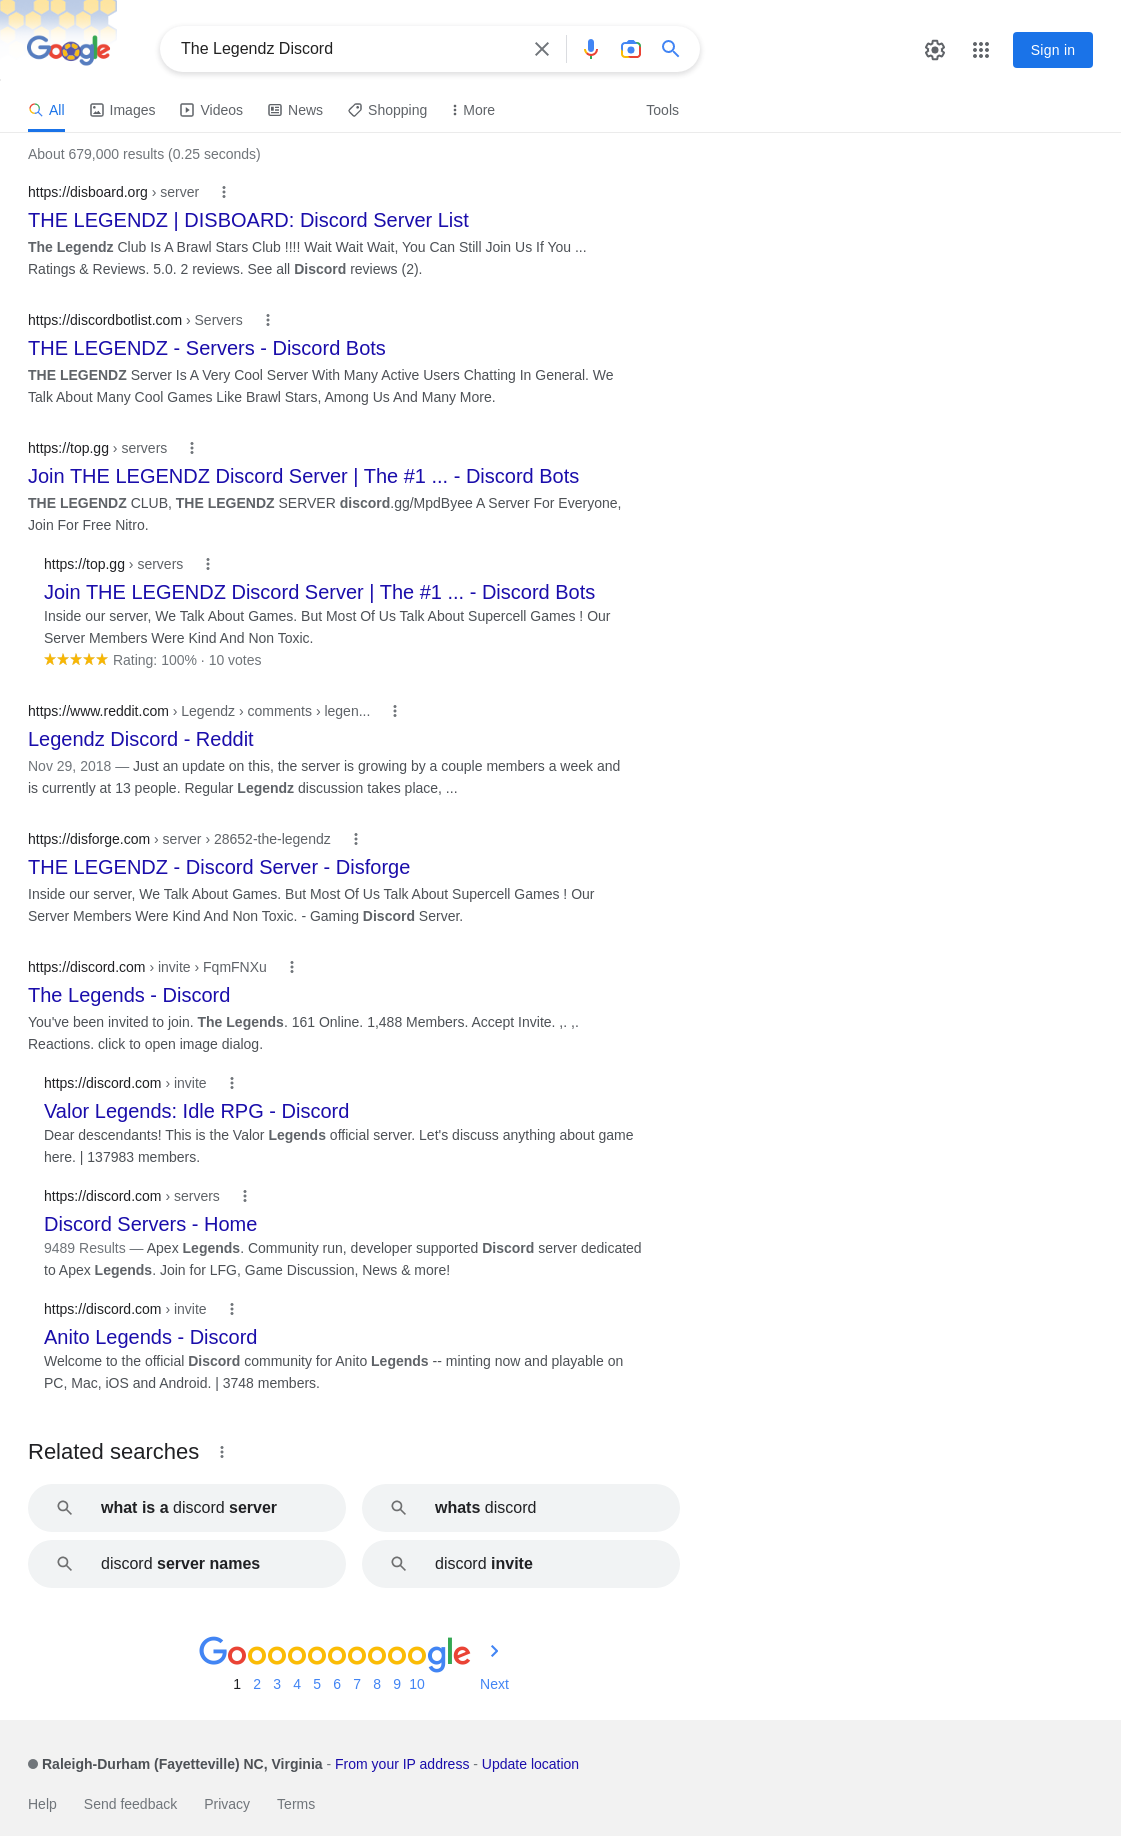 Google
The Legendz Discord
Sign in
All Images Videos News Shopping More Tools
About 679,000 results (0.25 seconds)
https://disboard.org › server
THE LEGENDZ | DISBOARD: Discord Server List
The Legendz Club Is A Brawl Stars Club !!!! Wait Wait Wait, You Can Still Join Us If You ...
Ratings & Reviews. 5.0. 2 reviews. See all Discord reviews (2).
https://discordbotlist.com › Servers
THE LEGENDZ - Servers - Discord Bots
THE LEGENDZ Server Is A Very Cool Server With Many Active Users Chatting In General. We
Talk About Many Cool Games Like Brawl Stars, Among Us And Many More.
https://top.gg › servers
Join THE LEGENDZ Discord Server | The #1 ... - Discord Bots
THE LEGENDZ CLUB, THE LEGENDZ SERVER discord.gg/MpdByee A Server For Everyone,
Join For Free Nitro.
https://top.gg › servers
Join THE LEGENDZ Discord Server | The #1 ... - Discord Bots
Inside our server, We Talk About Games. But Most Of Us Talk About Supercell Games ! Our
Server Members Were Kind And Non Toxic.
Rating: 100% · 10 votes
https://www.reddit.com › Legendz › comments › legen...
Legendz Discord - Reddit
Nov 29, 2018 — Just an update on this, the server is growing by a couple members a week and
is currently at 13 people. Regular Legendz discussion takes place, ...
https://disforge.com › server › 28652-the-legendz
THE LEGENDZ - Discord Server - Disforge
Inside our server, We Talk About Games. But Most Of Us Talk About Supercell Games ! Our
Server Members Were Kind And Non Toxic. - Gaming Discord Server.
https://discord.com › invite › FqmFNXu
The Legends - Discord
You've been invited to join. The Legends. 161 Online. 1,488 Members. Accept Invite. ,. ,.
Reactions. click to open image dialog.
https://discord.com › invite
Valor Legends: Idle RPG - Discord
Dear descendants! This is the Valor Legends official server. Let's discuss anything about game
here. | 137983 members.
https://discord.com › servers
Discord Servers - Home
9489 Results — Apex Legends. Community run, developer supported Discord server dedicated
to Apex Legends. Join for LFG, Game Discussion, News & more!
https://discord.com › invite
Anito Legends - Discord
Welcome to the official Discord community for Anito Legends -- minting now and playable on
PC, Mac, iOS and Android. | 3748 members.
Related searches
what is a discord server whats discord
discord server names discord invite
Goooooooooogle
1 2 3 4 5 6 7 8 9 10 Next
Raleigh-Durham (Fayetteville) NC, Virginia - From your IP address - Update location
Help Send feedback Privacy Terms